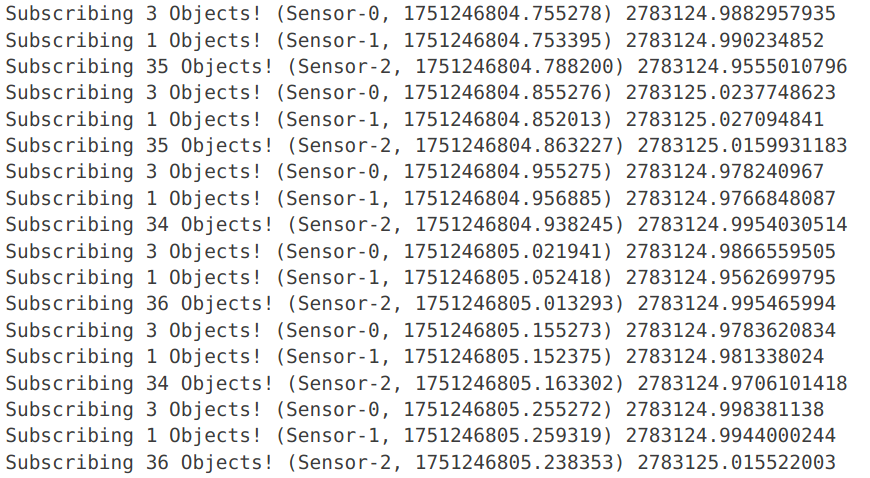 Subscribing 3 Objects! (Sensor-0, 1751246804.755278) 2783124.9882957935
Subscribing 1 Objects! (Sensor-1, 1751246804.753395) 2783124.990234852
Subscribing 35 Objects! (Sensor-2, 1751246804.788200) 2783124.9555010796
Subscribing 3 Objects! (Sensor-0, 1751246804.855276) 2783125.0237748623
Subscribing 1 Objects! (Sensor-1, 1751246804.852013) 2783125.027094841
Subscribing 35 Objects! (Sensor-2, 1751246804.863227) 2783125.0159931183
Subscribing 3 Objects! (Sensor-0, 1751246804.955275) 2783124.978240967
Subscribing 1 Objects! (Sensor-1, 1751246804.956885) 2783124.9766848087
Subscribing 34 Objects! (Sensor-2, 1751246804.938245) 2783124.9954030514
Subscribing 3 Objects! (Sensor-0, 1751246805.021941) 2783124.9866559505
Subscribing 1 Objects! (Sensor-1, 1751246805.052418) 2783124.9562699795
Subscribing 36 Objects! (Sensor-2, 1751246805.013293) 2783124.995465994
Subscribing 3 Objects! (Sensor-0, 1751246805.155273) 2783124.9783620834
Subscribing 1 Objects! (Sensor-1, 1751246805.152375) 2783124.981338024
Subscribing 34 Objects! (Sensor-2, 1751246805.163302) 2783124.9706101418
Subscribing 3 Objects! (Sensor-0, 1751246805.255272) 2783124.998381138
Subscribing 1 Objects! (Sensor-1, 1751246805.259319) 2783124.9944000244
Subscribing 36 Objects! (Sensor-2, 1751246805.238353) 2783125.015522003